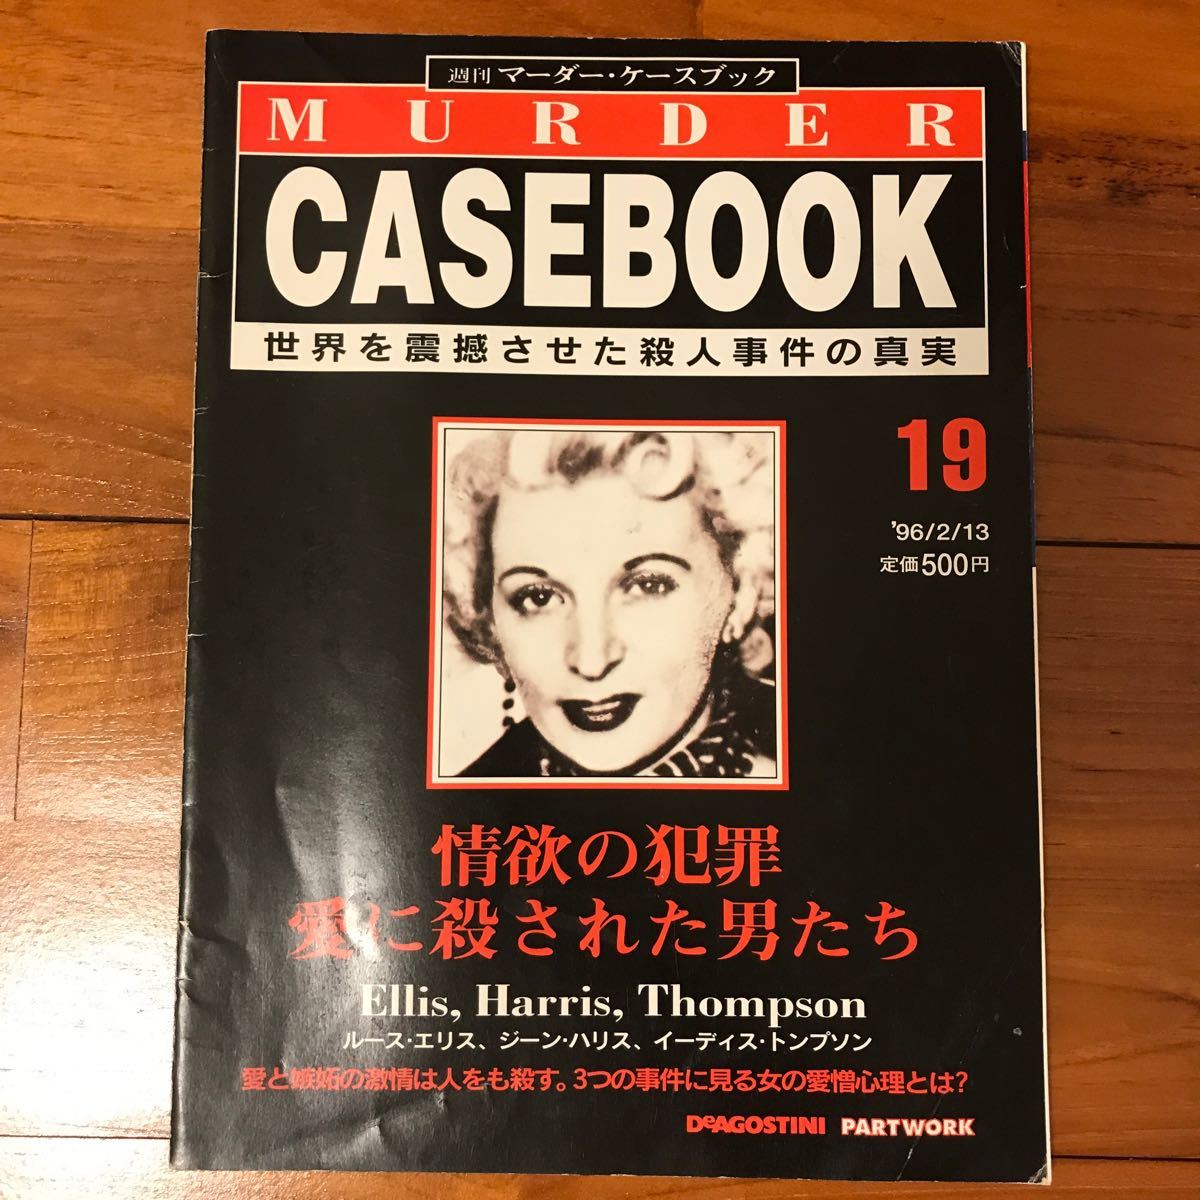 週刊 マーダー・ケースブック
MURDER
CASEBOOK
世界を震撼させた殺人事件の真実
19
'96/2/13
定価500円
情欲の犯罪
愛に殺された男たち
Ellis, Harris, Thompson
ルース・エリス、ジーン・ハリス、イーディス・トンプソン
愛と嫉妬の激情は人をも殺す。3つの事件に見る女の愛憎心理とは?
DeAGOSTINI PARTWORK